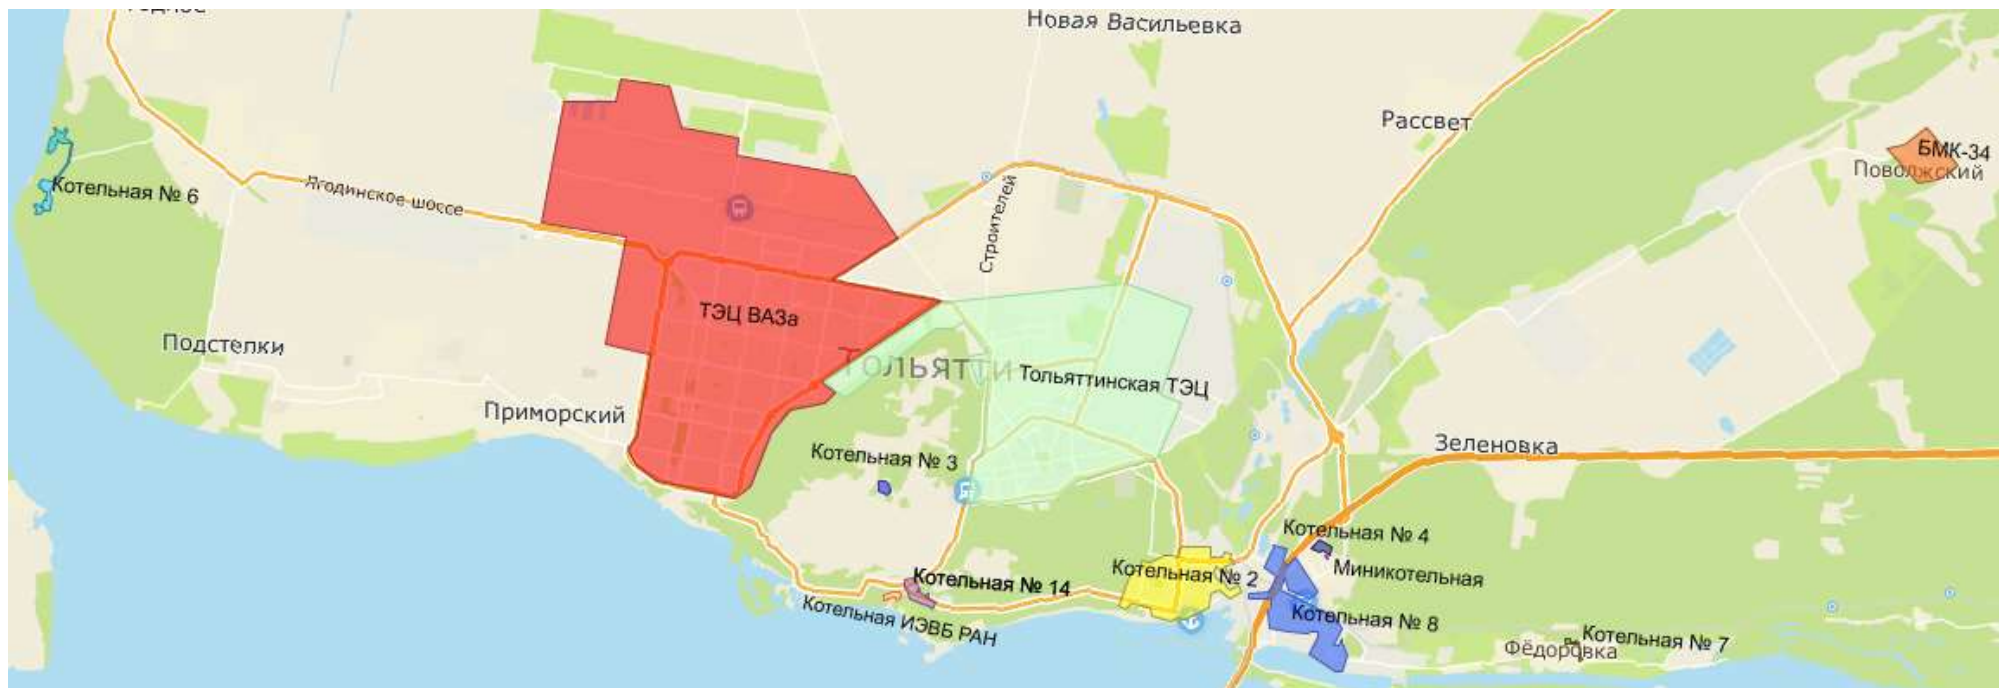 Новая Васильевка
Рассвет
БМК-34
Поволжский
Котельная № 6
Ягодинское шоссе
Строителей
ТЭЦ ВАЗа
Подстепки
Тольятти
Тольяттинская ТЭЦ
Приморский
Зеленовка
Котельная № 3
Котельная № 4
Котельная № 14
Котельная № 2
Миникотельная
Котельная ИЭВБ РАН
Котельная № 8
Котельная № 7
Фёдоровка